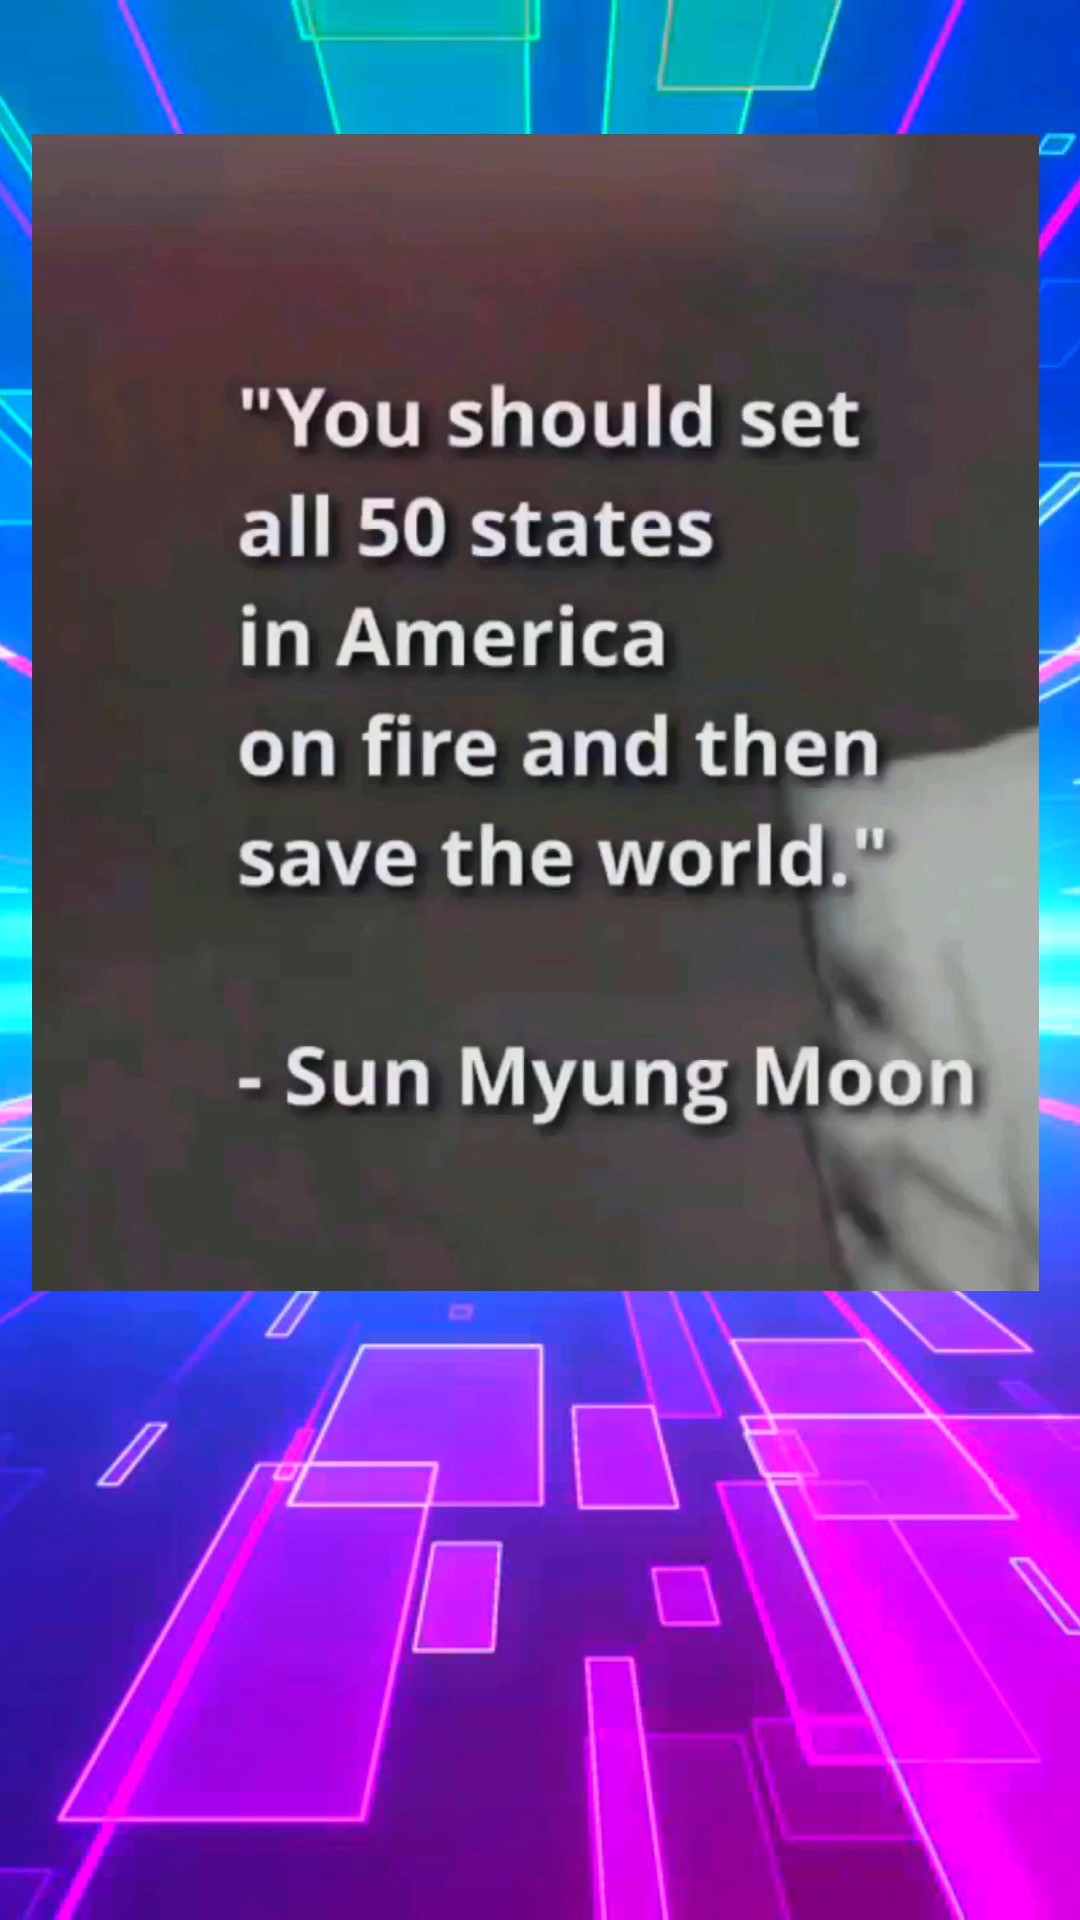 "You should set
all 50 states
in America
on fire and then
save the world."
- Sun Myung Moon